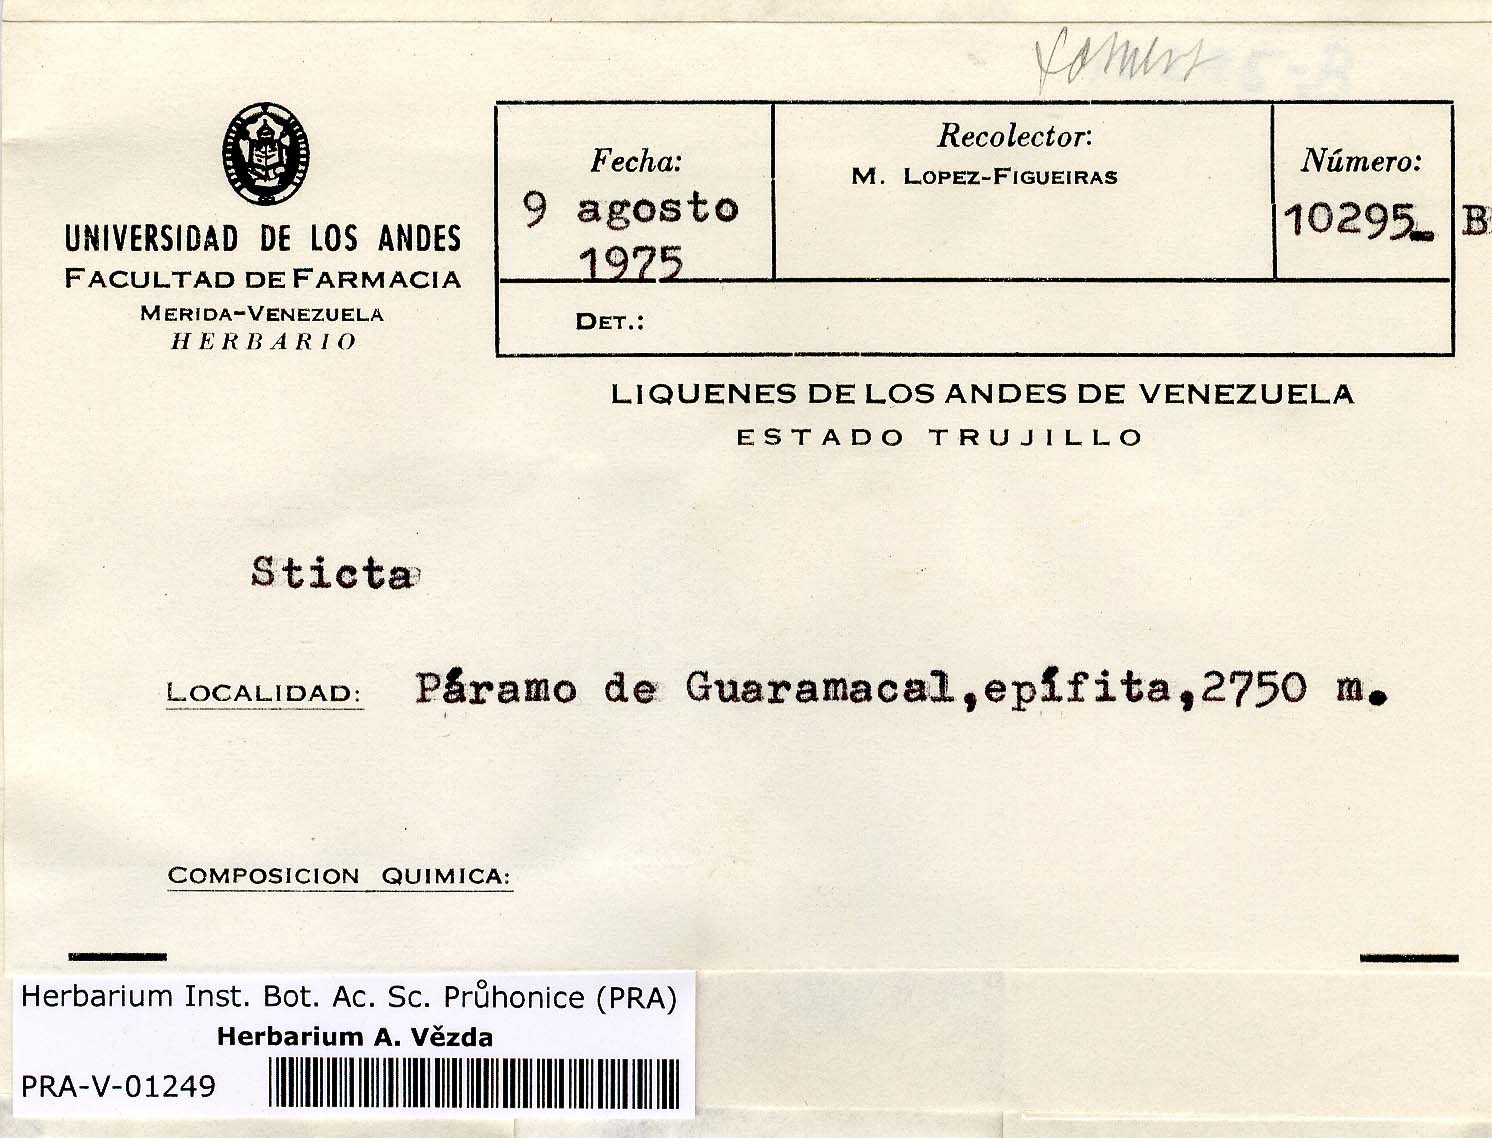 UNIVERSIDAD DE LOS ANDES
FACULTAD DE FARMACIA
MERIDA-VENEZUELA
HERBARIO
Fecha:
9 agosto
1975
Recolector:
M. LOPEZ-FIGUEIRAS
Número:
10295- B
DET.:
LIQUENES DE LOS ANDES DE VENEZUELA
ESTADO TRUJILLO
Sticta
LOCALIDAD: Páramo de Guaramacal,epífita,2750 m.
COMPOSICION QUIMICA:
Herbarium Inst. Bot. Ac. Sc. Průhonice (PRA)
Herbarium A. Vězda
PRA-V-01249